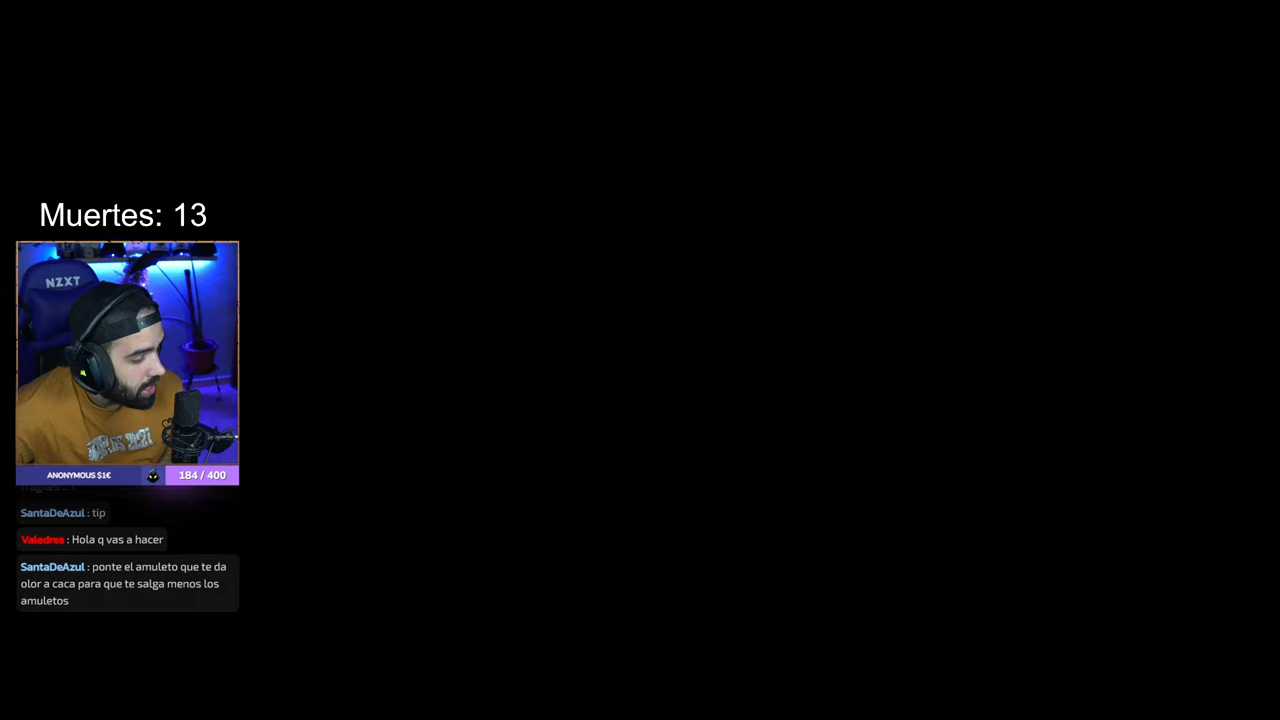 Muertes: 13
NZXT
ANONYMOUS $1€
184 / 400
SantaDeAzul : tip
Valedres : Hola q vas a hacer
SantaDeAzul : ponte el amuleto que te da
olor a caca para que te salga menos los
amuletos